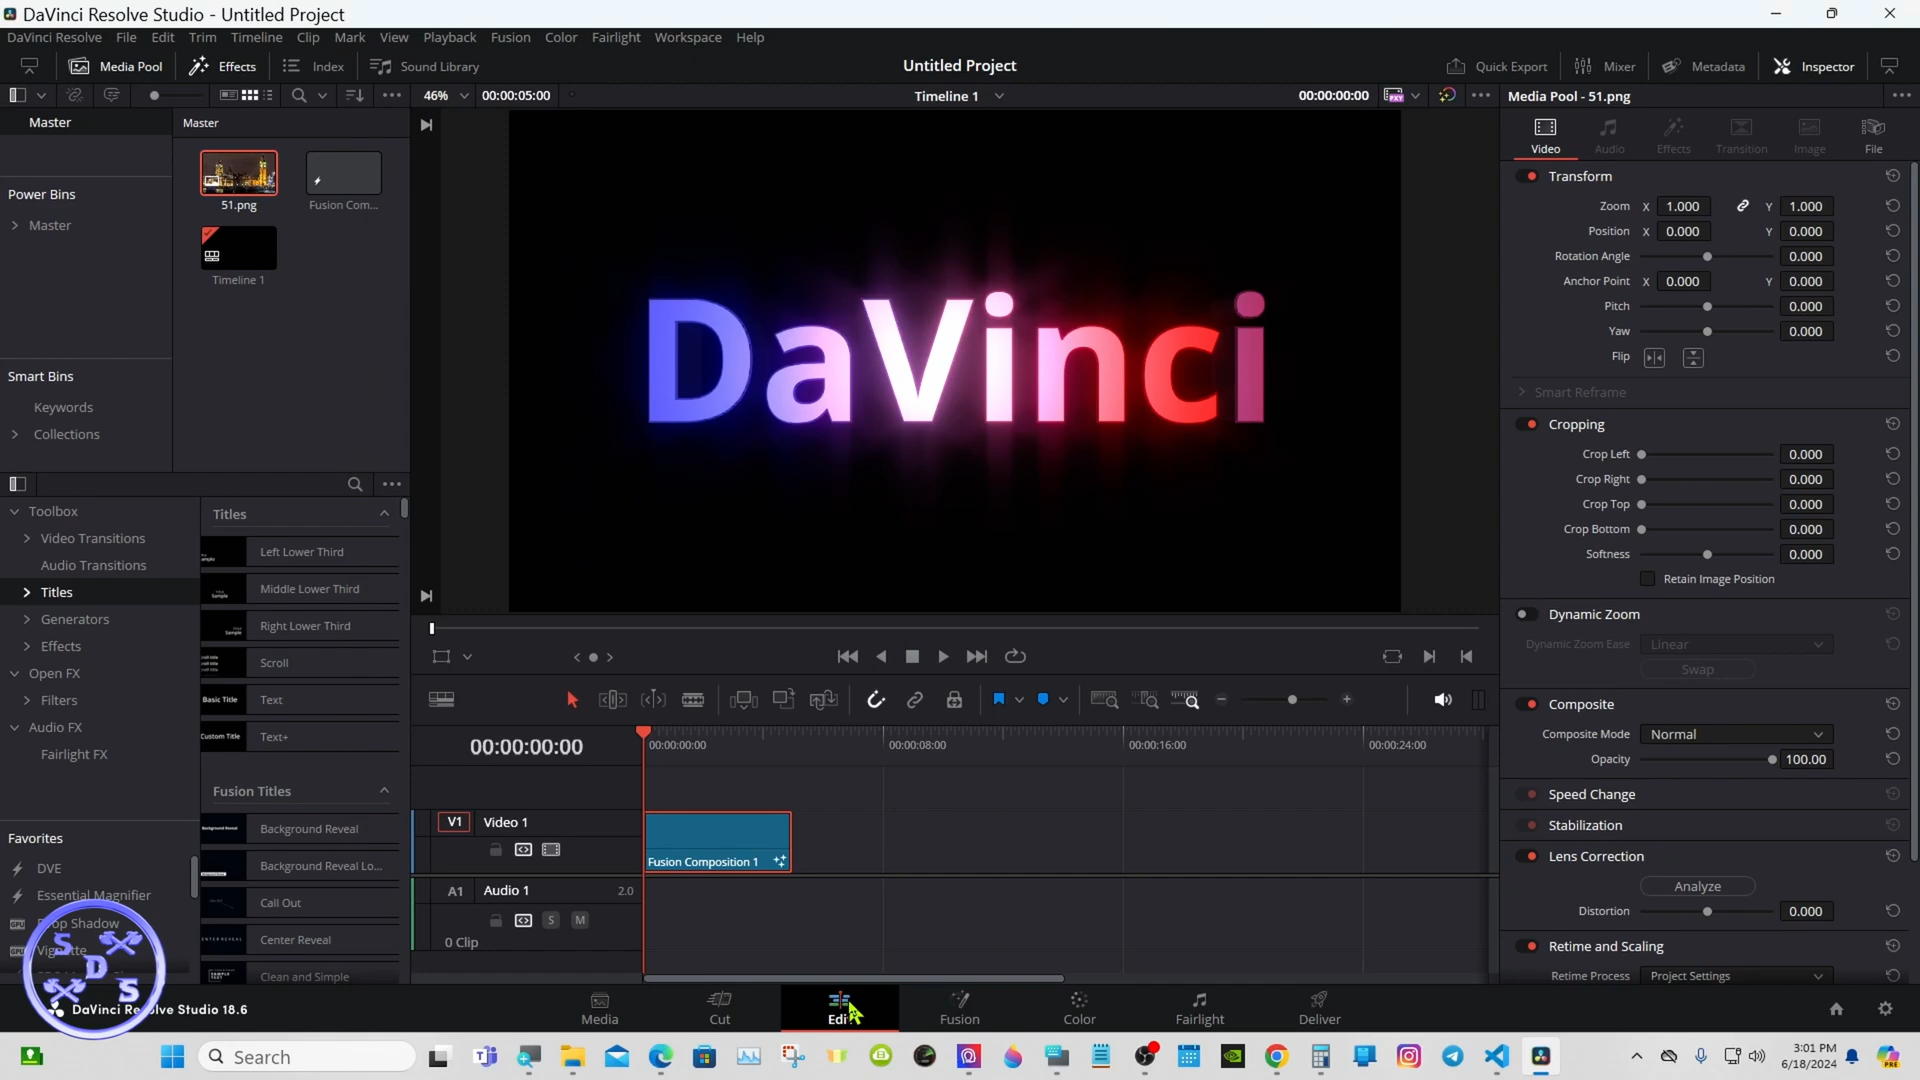 DaVinci Resolve Studio - Untitled Project
DaVinci Resolve File Edit Trim Timeline Clip Mark View Playback Fusion Color Fairlight Workspace Help
Media Pool Effects Index Sound Library Untitled Project Quick Export Mixer Metadata Inspector
46% 00:00:05:00 Timeline 1 00:00:00:00 Media Pool - 51.png
Master Master
Video Audio Effects Transition Image File
51.png Fusion Com...
Timeline 1
Power Bins
Master
Smart Bins
Keywords
Collections
DaVinci
Transform
Zoom X 1.000 Y 1.000
Position X 0.000 Y 0.000
Rotation Angle 0.000
Anchor Point X 0.000 Y 0.000
Pitch 0.000
Yaw 0.000
Flip
Smart Reframe
Cropping
Crop Left 0.000
Crop Right 0.000
Crop Top 0.000
Crop Bottom 0.000
Softness 0.000
Retain Image Position
Dynamic Zoom
Dynamic Zoom Ease Linear
Swap
Composite
Composite Mode Normal
Opacity 100.00
Speed Change
Stabilization
Lens Correction
Analyze
Distortion 0.000
Retime and Scaling
Retime Process Project Settings
Toolbox
Video Transitions
Audio Transitions
Titles
Generators
Effects
Open FX
Filters
Audio FX
Fairlight FX
Favorites
DVE
Essential Magnifier
Drop Shadow
Vignette
Titles
Left Lower Third
Middle Lower Third
Right Lower Third
Scroll
Basic Title Text
Custom Title Text+
Fusion Titles
Background Reveal
Background Reveal Lo...
Call Out
Center Reveal
Clean and Simple
00:00:00:00
00:00:00:00 00:00:08:00 00:00:16:00 00:00:24:00
V1 Video 1
Fusion Composition 1
A1 Audio 1 2.0
S M
0 Clip
S D S
DaVinci Resolve Studio 18.6
Media Cut Edit Fusion Color Fairlight Deliver
Search
3:01 PM
6/18/2024